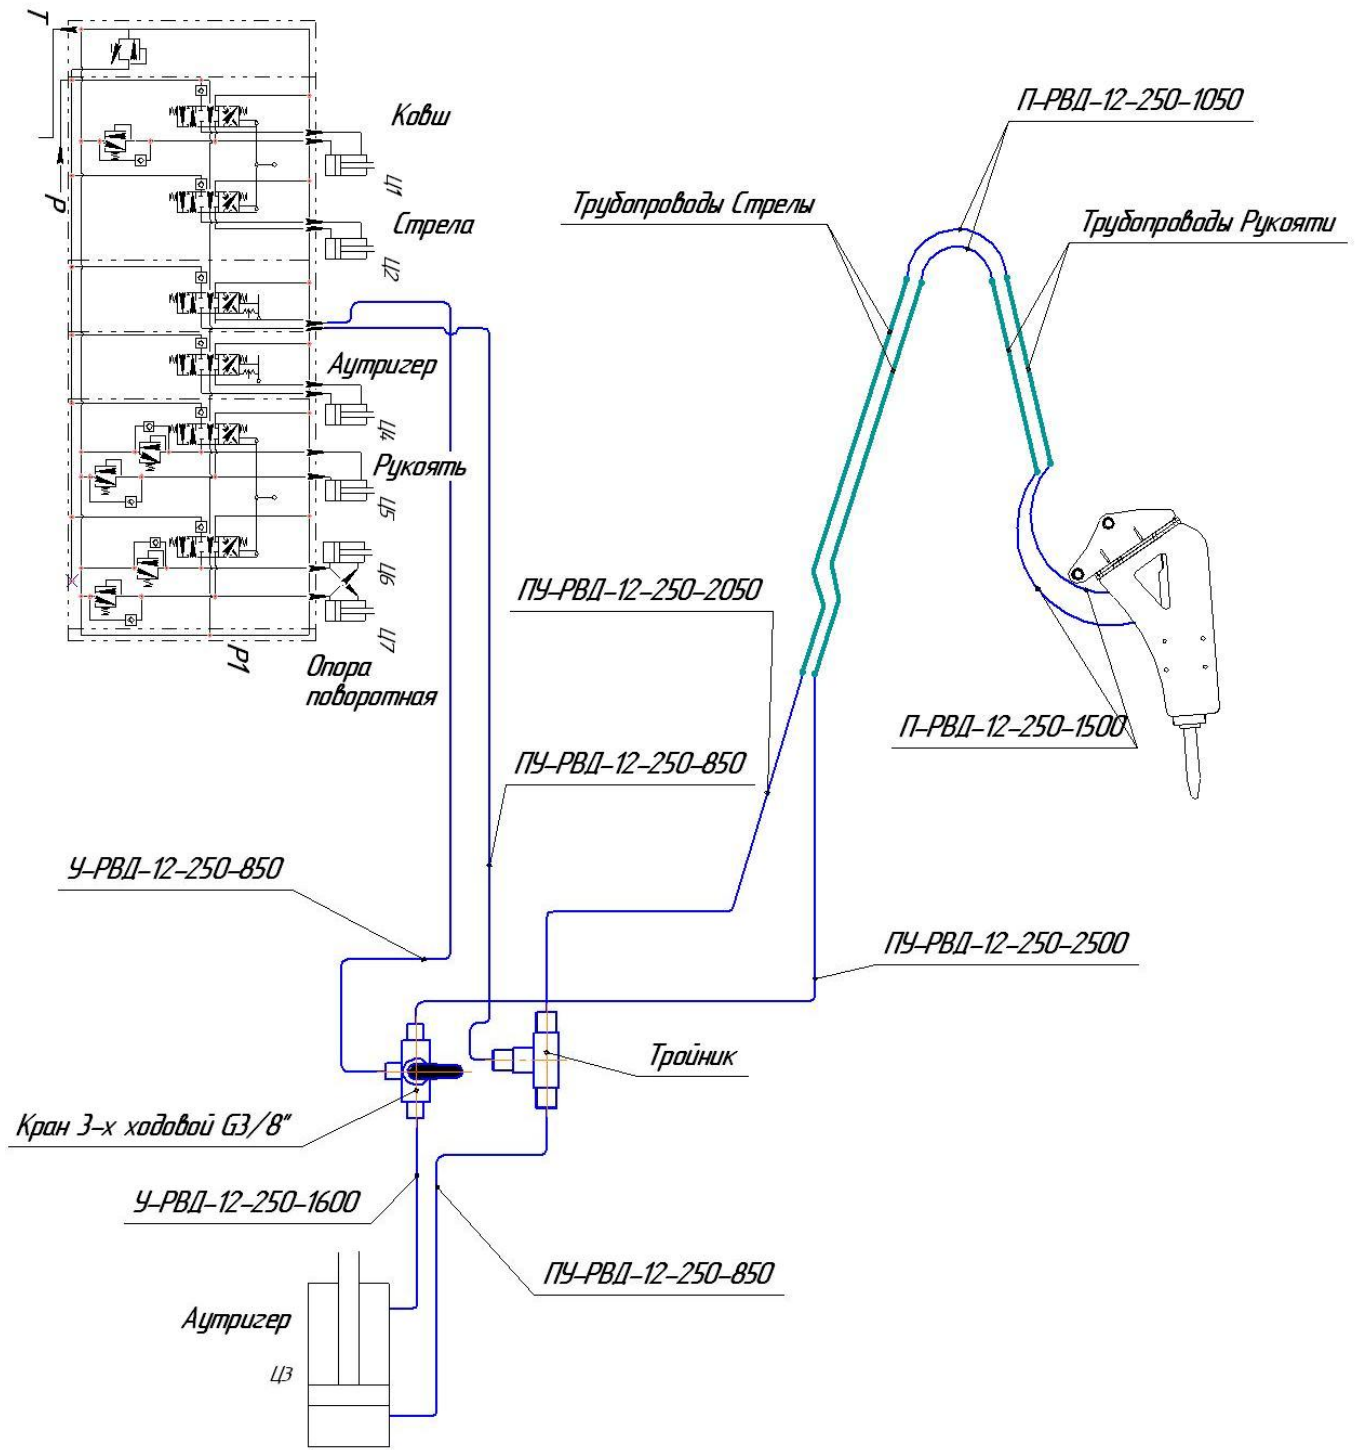 Т
Ковш
Ц1
Р
Стрела
Ц2
Аутригер
Ц4
Рукоять
Ц5
Ц6
Ц7
Р1
Опора
поворотная
П-РВД-12-250-1050
Трубопроводы Стрелы
Трубопроводы Рукояти
ПУ-РВД-12-250-2050
П-РВД-12-250-1500
ПУ-РВД-12-250-850
У-РВД-12-250-850
ПУ-РВД-12-250-2500
Тройник
Кран 3-х ходовой G3/8"
У-РВД-12-250-1600
ПУ-РВД-12-250-850
Аутригер
Ц3